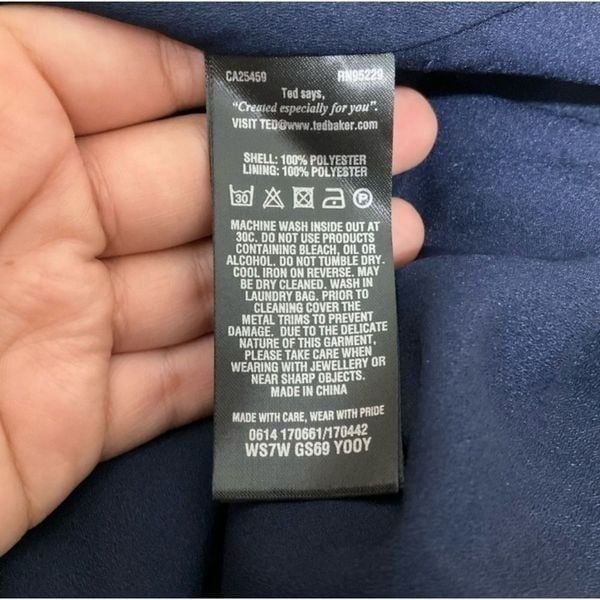 CA25459 RN95229
Ted says,
"Created especially for you".
VISIT TED@www.tedbaker.com
SHELL: 100% POLYESTER
LINING: 100% POLYESTER
30 P
MACHINE WASH INSIDE OUT AT
30C. DO NOT USE PRODUCTS
CONTAINING BLEACH, OIL OR
ALCOHOL. DO NOT TUMBLE DRY.
COOL IRON ON REVERSE. MAY
BE DRY CLEANED. WASH IN
LAUNDRY BAG. PRIOR TO
CLEANING COVER THE
METAL TRIMS TO PREVENT
DAMAGE. DUE TO THE DELICATE
NATURE OF THIS GARMENT,
PLEASE TAKE CARE WHEN
WEARING WITH JEWELLERY OR
NEAR SHARP OBJECTS.
MADE IN CHINA
MADE WITH CARE, WEAR WITH PRIDE
0614 170661/170442
WS7W GS69 YOOY